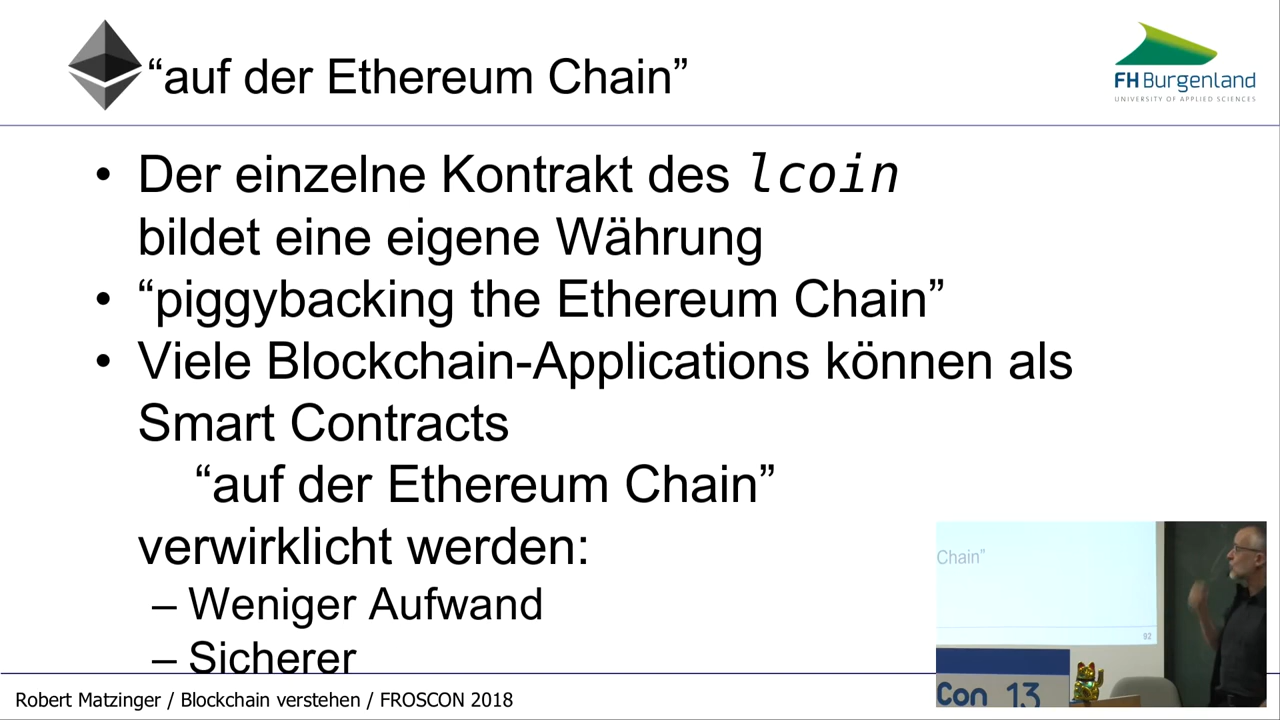 “auf der Ethereum Chain”
FH Burgenland
UNIVERSITY OF APPLIED SCIENCES
• Der einzelne Kontrakt des lcoin
bildet eine eigene Währung
• “piggybacking the Ethereum Chain”
• Viele Blockchain-Applications können als
Smart Contracts
“auf der Ethereum Chain”
verwirklicht werden:
– Weniger Aufwand
– Sicherer
Chain”
92
Con 13
Robert Matzinger / Blockchain verstehen / FROSCON 2018